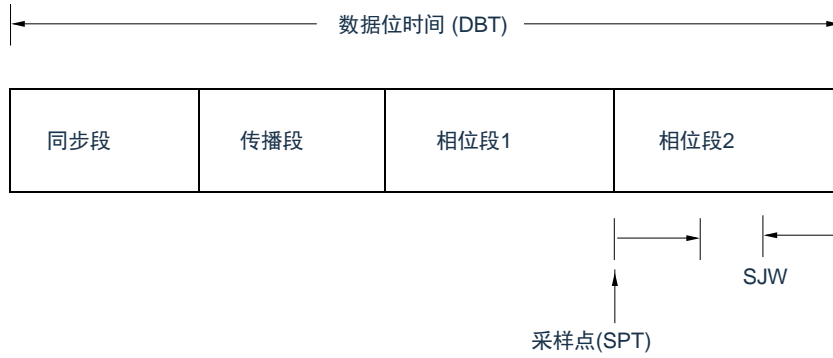 数据位时间 (DBT)
同步段
传播段
相位段1
相位段2
SJW
采样点(SPT)